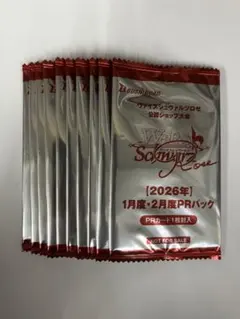 ヴァイスシュヴァルツロゼ
公認ショップ大会
Schwarz
Rose
[2026年]
1月度・2月度PRパック
PRカード1枚封入
NOT FOR SALE